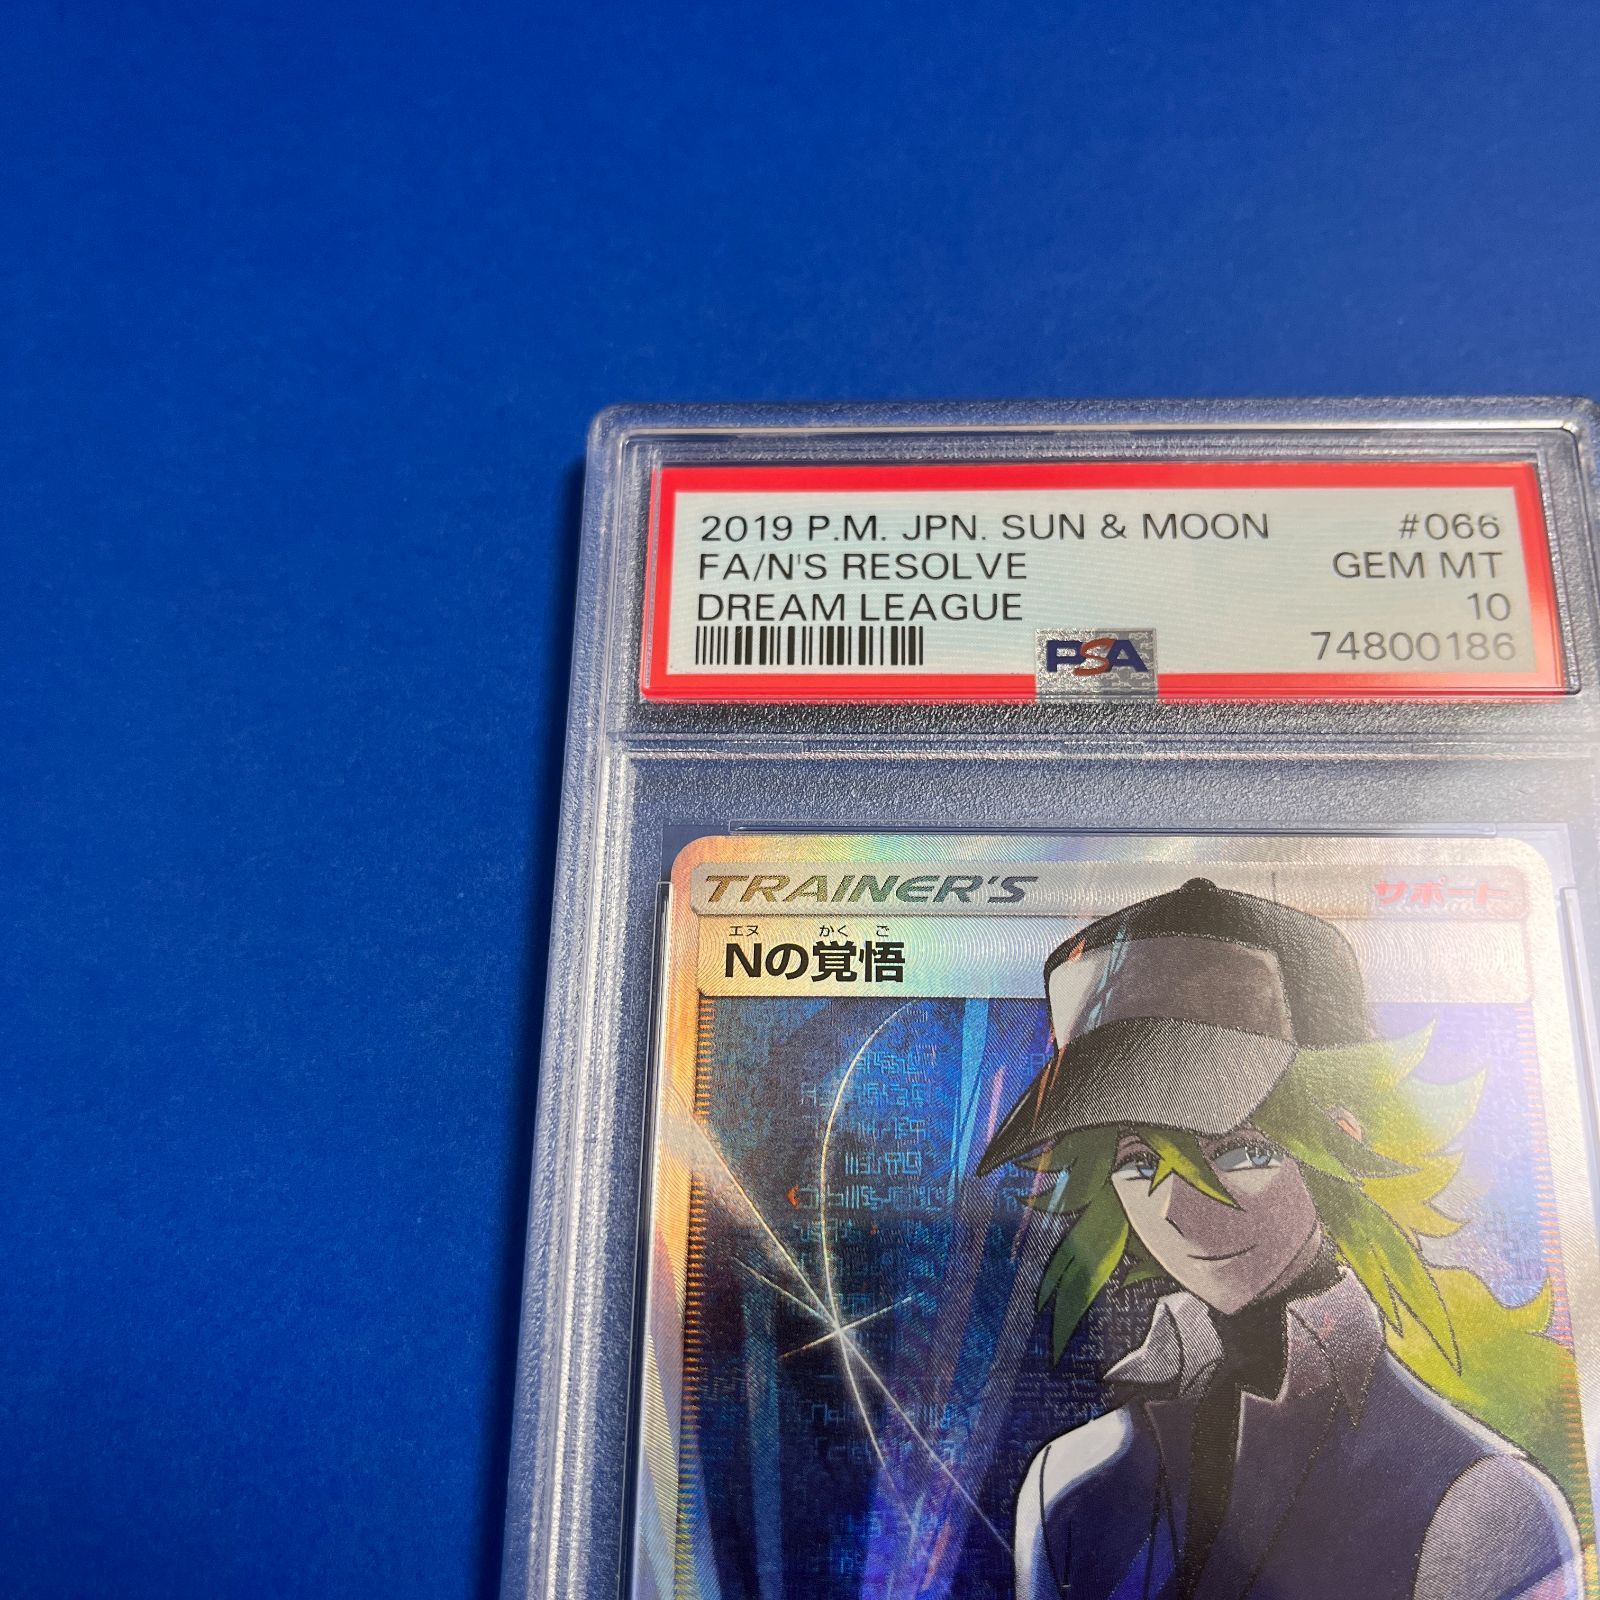 2019 P.M. JPN. SUN & MOON #066
FA/N'S RESOLVE GEM MT
DREAM LEAGUE 10
PSA 74800186
TRAINER'S サポート
エヌ かく ご
Nの覚悟